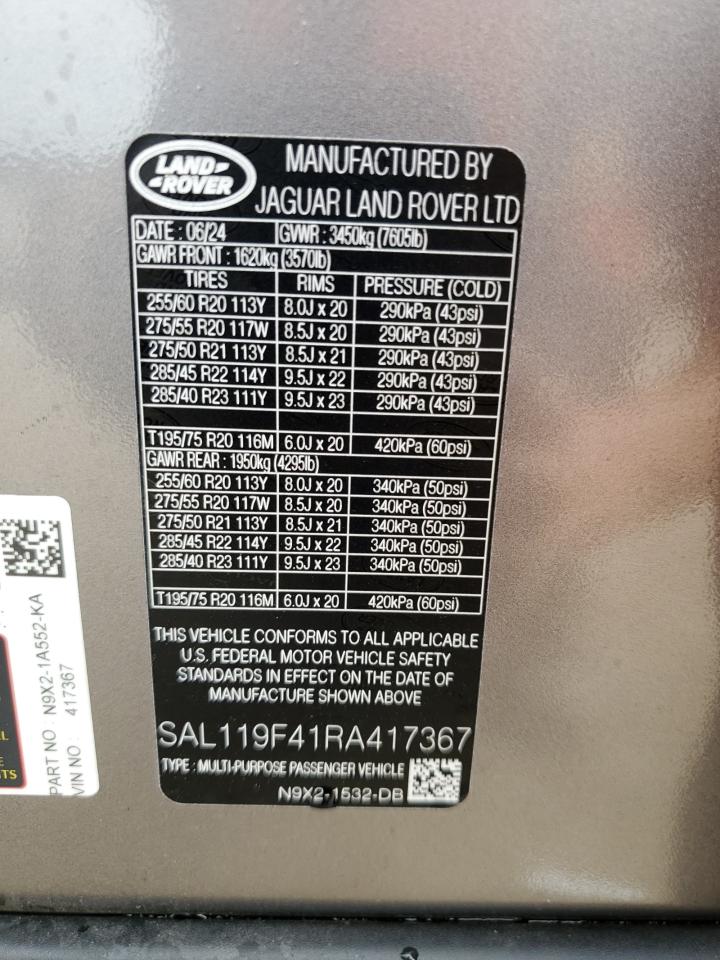 LAND-
-ROVER
MANUFACTURED BY
JAGUAR LAND ROVER LTD
DATE : 06/24 GVWR : 3450kg (7605lb)
GAWR FRONT : 1620kg (3570lb)
TIRES RIMS PRESSURE (COLD)
255/60 R20 113Y 8.0J x 20 290kPa (43psi)
275/55 R20 117W 8.5J x 20 290kPa (43psi)
275/50 R21 113Y 8.5J x 21 290kPa (43psi)
285/45 R22 114Y 9.5J x 22 290kPa (43psi)
285/40 R23 111Y 9.5J x 23 290kPa (43psi)
T195/75 R20 116M 6.0J x 20 420kPa (60psi)
GAWR REAR : 1950kg (4295lb)
255/60 R20 113Y 8.0J x 20 340kPa (50psi)
275/55 R20 117W 8.5J x 20 340kPa (50psi)
275/50 R21 113Y 8.5J x 21 340kPa (50psi)
285/45 R22 114Y 9.5J x 22 340kPa (50psi)
285/40 R23 111Y 9.5J x 23 340kPa (50psi)
T195/75 R20 116M 6.0J x 20 420kPa (60psi)
THIS VEHICLE CONFORMS TO ALL APPLICABLE
U.S. FEDERAL MOTOR VEHICLE SAFETY
STANDARDS IN EFFECT ON THE DATE OF
MANUFACTURE SHOWN ABOVE
SAL119F41RA417367
TYPE : MULTI-PURPOSE PASSENGER VEHICLE
N9X2-1532-DB
PART NO : N9X2-1A552-KA
VIN NO : 417367